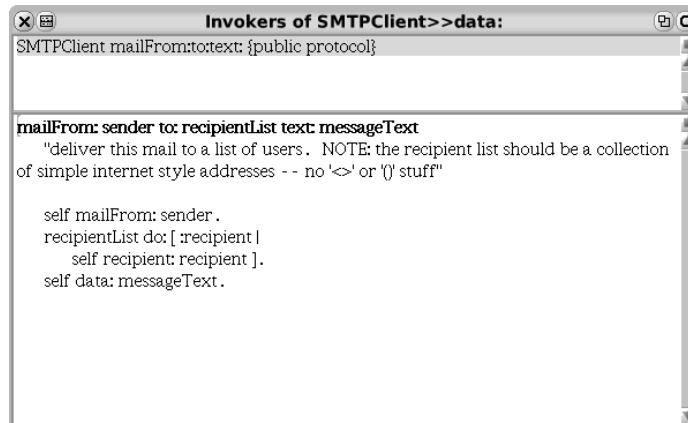 Invokers of SMTPClient>>data:
SMTPClient mailFrom:to:text: {public protocol}
mailFrom: sender to: recipientList text: messageText
"deliver this mail to a list of users. NOTE: the recipient list should be a collection
of simple internet style addresses -- no '<>' or '()' stuff"
self mailFrom: sender.
recipientList do: [ :recipient |
self recipient: recipient ].
self data: messageText.